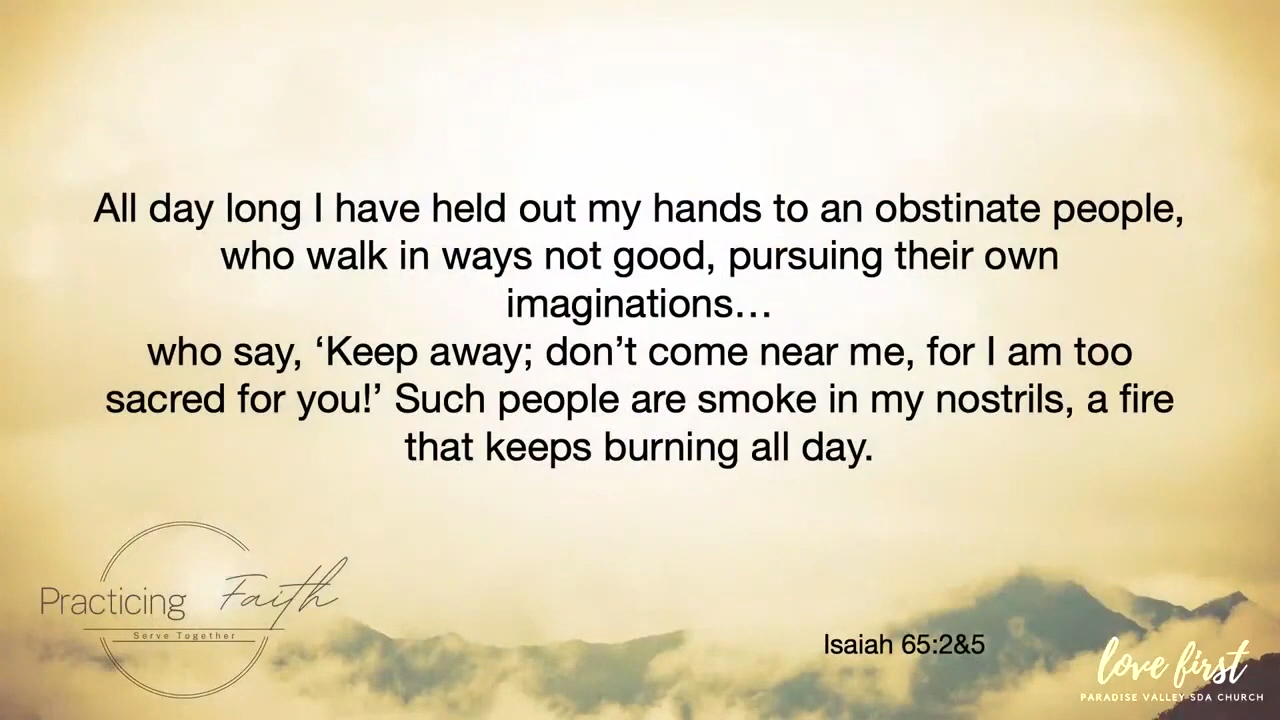 All day long I have held out my hands to an obstinate people,
who walk in ways not good, pursuing their own
imaginations…
who say, ‘Keep away; don’t come near me, for I am too
sacred for you!’ Such people are smoke in my nostrils, a fire
that keeps burning all day.
Practicing Faith
Serve Together
Isaiah 65:2&5
love first
PARADISE VALLEY SDA CHURCH